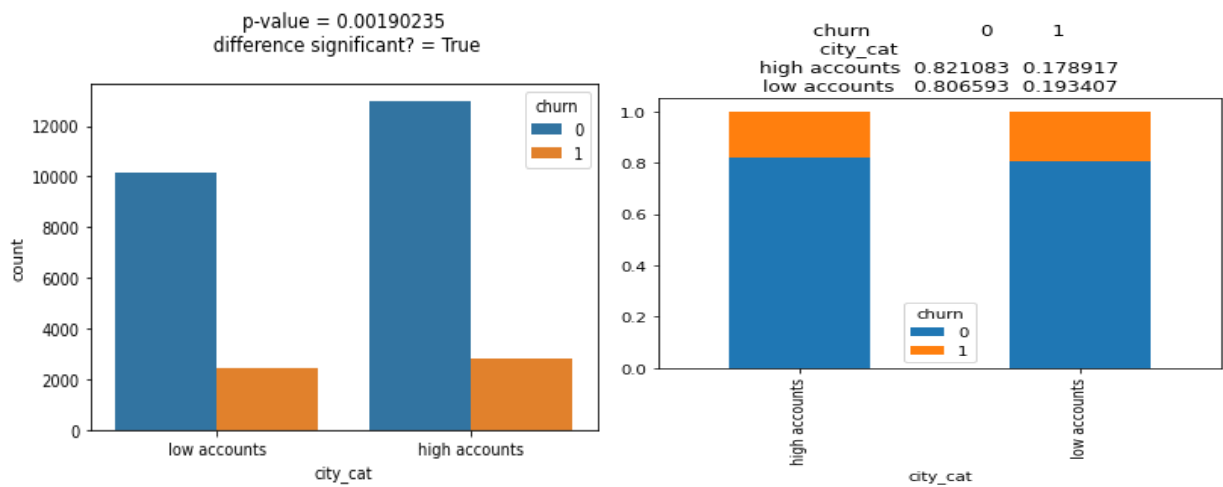 p-value = 0.00190235
difference significant? = True
churn
0
1
12000
10000
8000
6000
4000
2000
0
count
low accounts
high accounts
city_cat
churn 0 1
city_cat
high accounts 0.821083 0.178917
low accounts 0.806593 0.193407
1.0
0.8
0.6
0.4
0.2
0.0
churn
0
1
high accounts
low accounts
city_cat